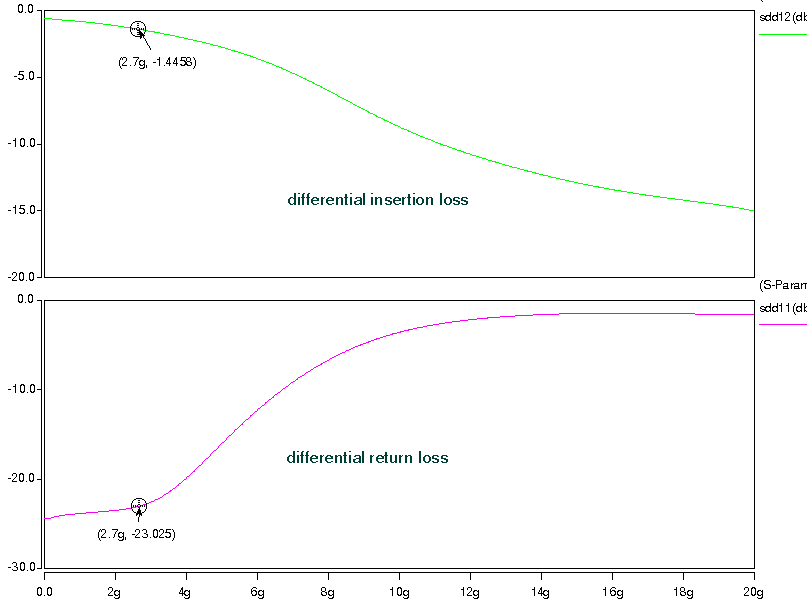 0.0
sdd12(db
(2.7g, -1.4458)
-5.0
-10.0
differential insertion loss
-15.0
-20.0
(S-Param
0.0
sdd11(db
-10.0
differential return loss
-20.0
(2.7g, -23.025)
-30.0
0.0 2g 4g 6g 8g 10g 12g 14g 16g 18g 20g